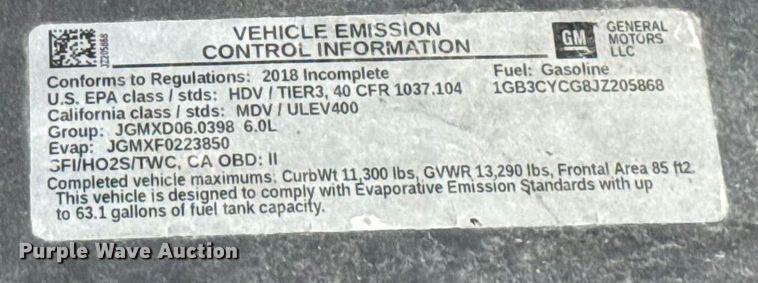 JZ205868
VEHICLE EMISSION
CONTROL INFORMATION
GM
GENERAL
MOTORS
LLC
Conforms to Regulations: 2018 Incomplete
Fuel: Gasoline
U.S. EPA class / stds: HDV / TIER3, 40 CFR 1037.104
1GB3CYCG8JZ205868
California class / stds: MDV / ULEV400
Group: JGMXD06.0398 6.0L
Evap: JGMXF0223850
SFI/HO2S/TWC, CA OBD: II
Completed vehicle maximums: CurbWt 11,300 lbs, GVWR 13,290 lbs, Frontal Area 85 ft2
This vehicle is designed to comply with Evaporative Emission Standards with up
to 63.1 gallons of fuel tank capacity.
Purple Wave Auction